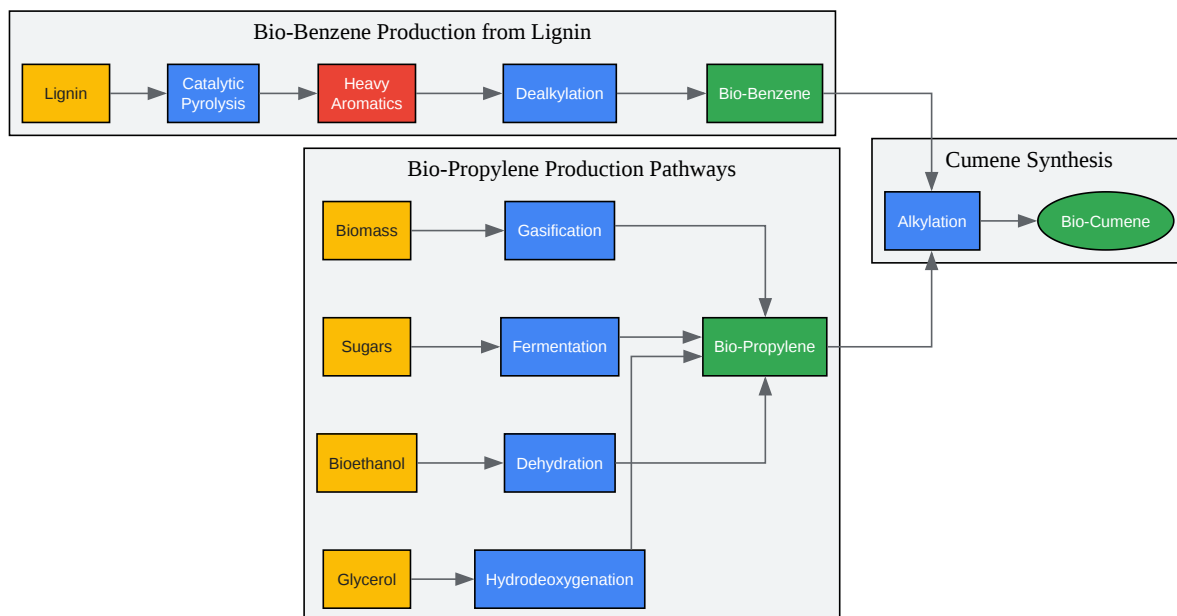 Bio-Benzene Production from Lignin
Lignin
Catalytic
Pyrolysis
Heavy
Aromatics
Dealkylation
Bio-Benzene
Bio-Propylene Production Pathways
Biomass
Gasification
Sugars
Fermentation
Bio-Propylene
Bioethanol
Dehydration
Glycerol
Hydrodeoxygenation
Cumene Synthesis
Alkylation
Bio-Cumene